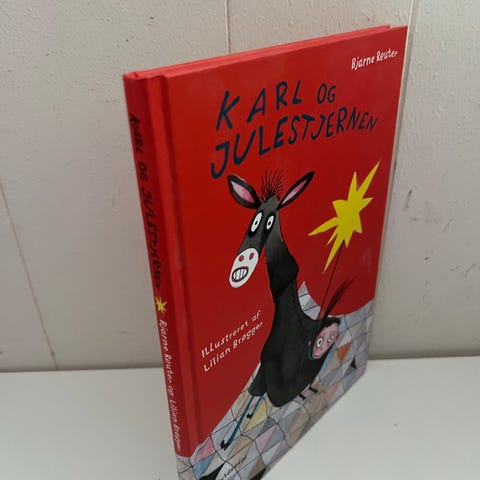 Bjarne Reuter
KARL OG
JULESTJERNEN
Illustreret af
Lilian Brøgger
KARL OG JULESTJERNEN
Bjarne Reuter og Lilian Brøgger